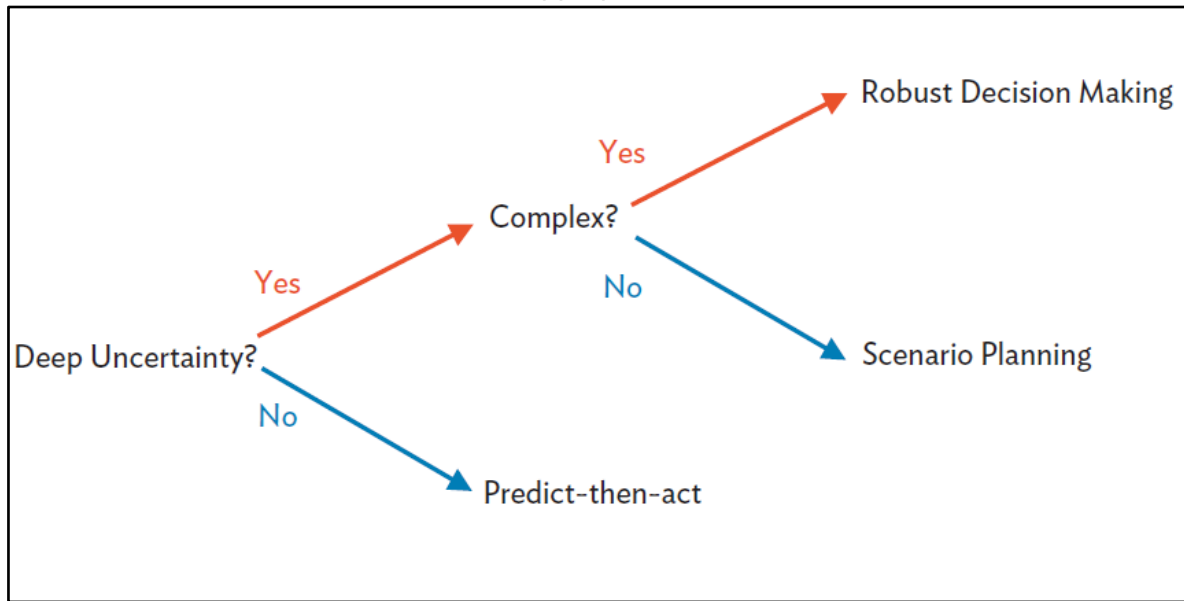 Robust Decision Making
Yes
Complex?
No
Yes
Deep Uncertainty?
Scenario Planning
No
Predict-then-act